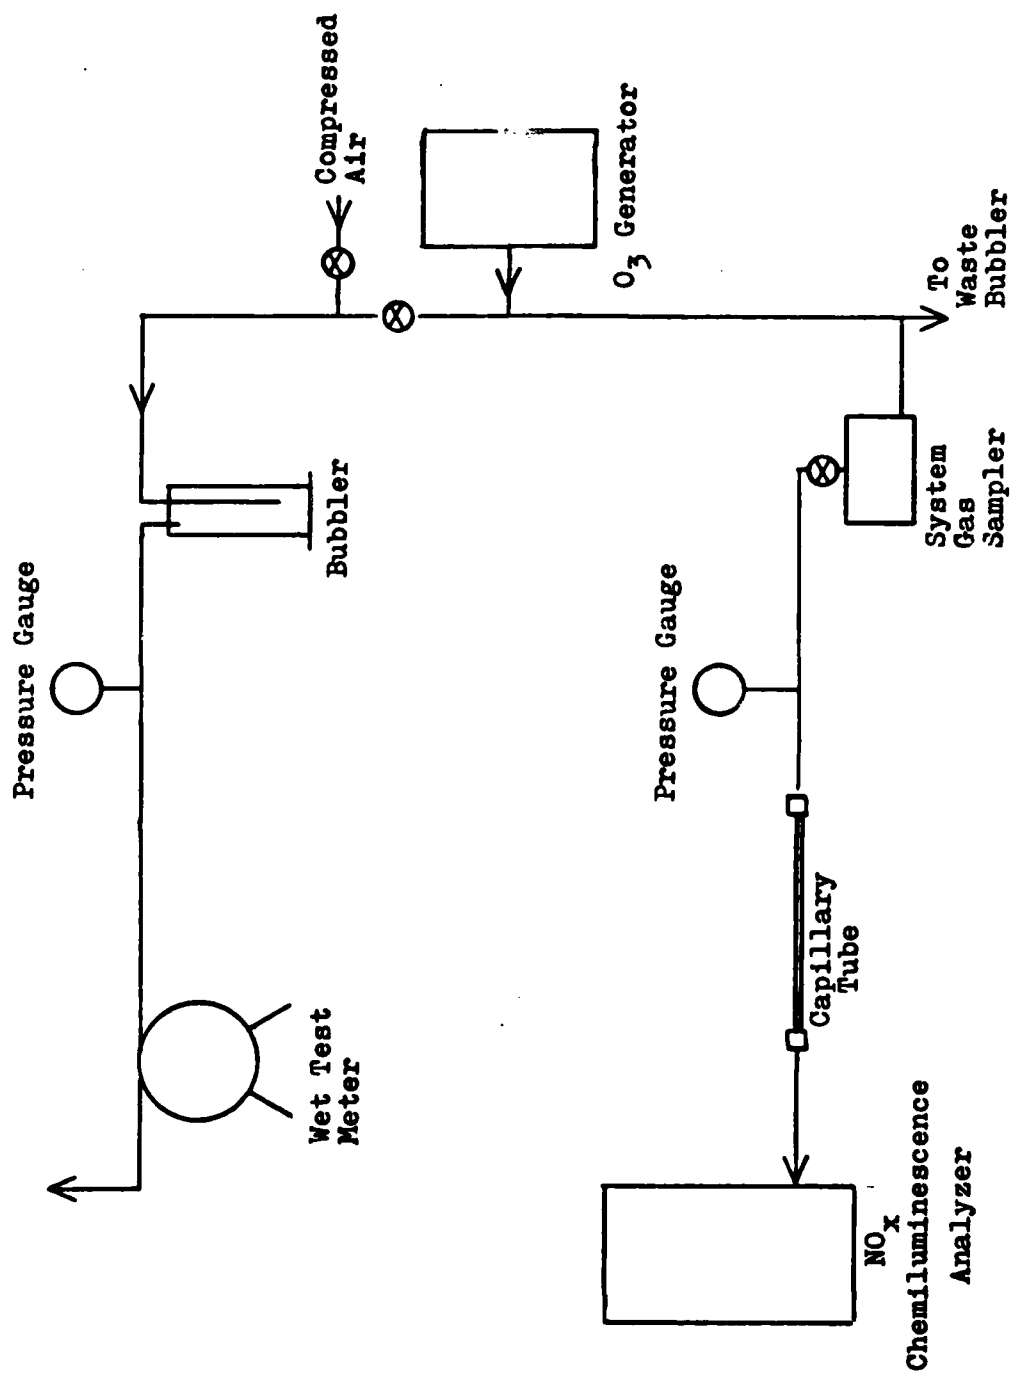 Pressure Gauge
Wet Test
Meter
Bubbler
Compressed
Air
O₃ Generator
Pressure Gauge
Capillary
Tube
NOₓ
Cheiluminescence
Analyzer
System
Gas
Sampler
To
Waste
Bubbler